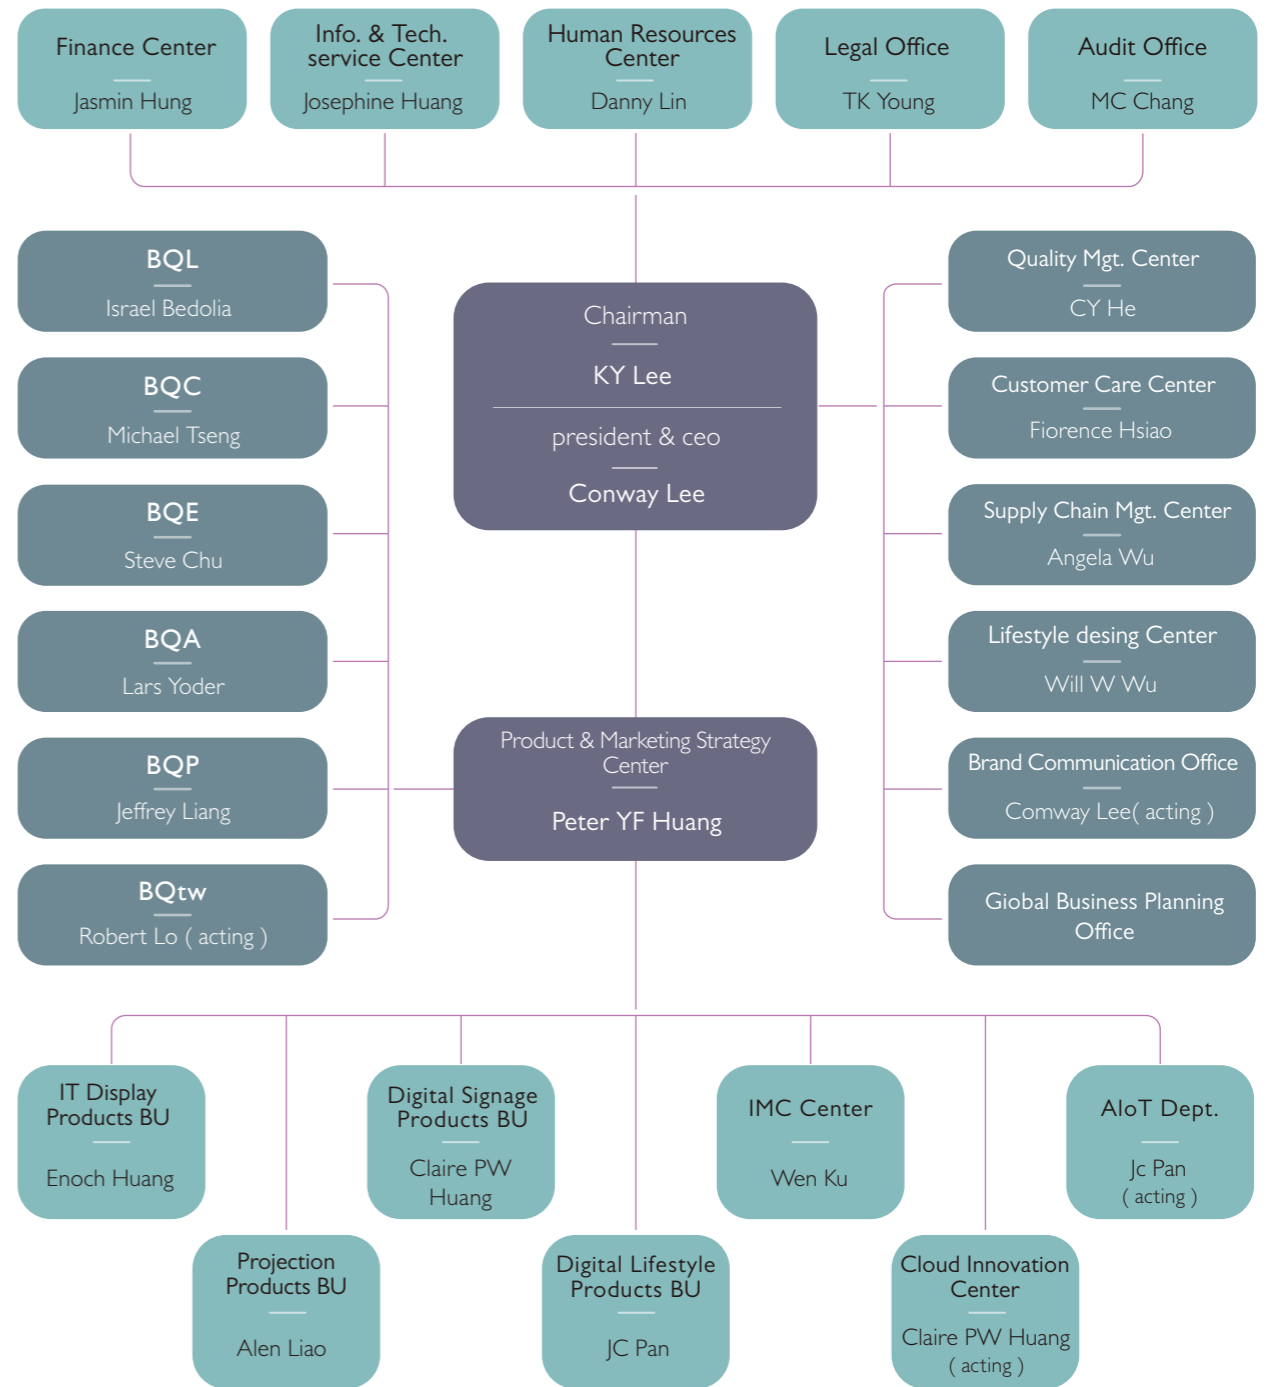 Finance Center
Jasmin Hung
Info. & Tech.
service Center
Josephine Huang
Human Resources
Center
Danny Lin
Legal Office
TK Young
Audit Office
MC Chang
BQL
Israel Bedolia
BQC
Michael Tseng
BQE
Steve Chu
BQA
Lars Yoder
BQP
Jeffrey Liang
BQtw
Robert Lo ( acting )
Chairman
KY Lee
president & ceo
Conway Lee
Product & Marketing Strategy
Center
Peter YF Huang
Quality Mgt. Center
CY He
Customer Care Center
Fiorence Hsiao
Supply Chain Mgt. Center
Angela Wu
Lifestyle desing Center
Will W Wu
Brand Communication Office
Comway Lee( acting )
Giobal Business Planning
Office
IT Display
Products BU
Enoch Huang
Projection
Products BU
Alen Liao
Digital Signage
Products BU
Claire PW
Huang
Digital Lifestyle
Products BU
JC Pan
IMC Center
Wen Ku
Cloud Innovation
Center
Claire PW Huang
( acting )
AIoT Dept.
Jc Pan
( acting )